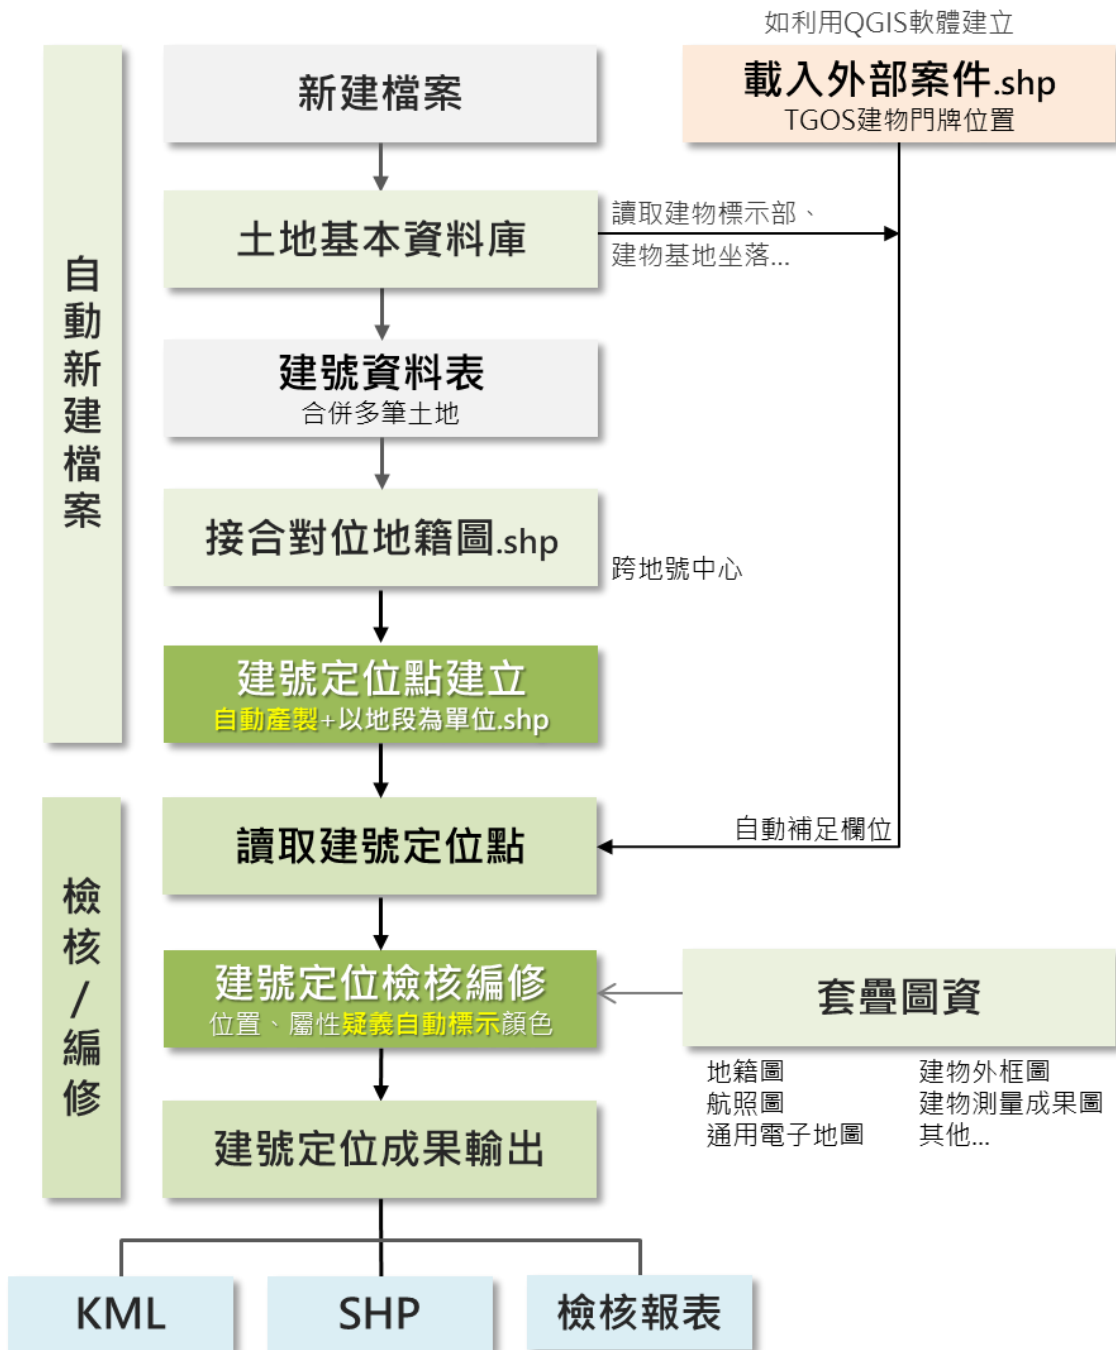 如利用QGIS軟體建立
新建檔案
載入外部案件.shp
TGOS建物門牌位置
自動新建檔案
土地基本資料庫
讀取建物標示部、
建物基地坐落...
建號資料表
合併多筆土地
接合對位地籍圖.shp
跨地號中心
建號定位點建立
自動產製+以地段為單位.shp
檢核/編修
讀取建號定位點
自動補足欄位
建號定位檢核編修
位置、屬性疑義自動標示顏色
套疊圖資
地籍圖
航照圖
通用電子地圖
建物外框圖
建物測量成果圖
其他...
建號定位成果輸出
KML
SHP
檢核報表